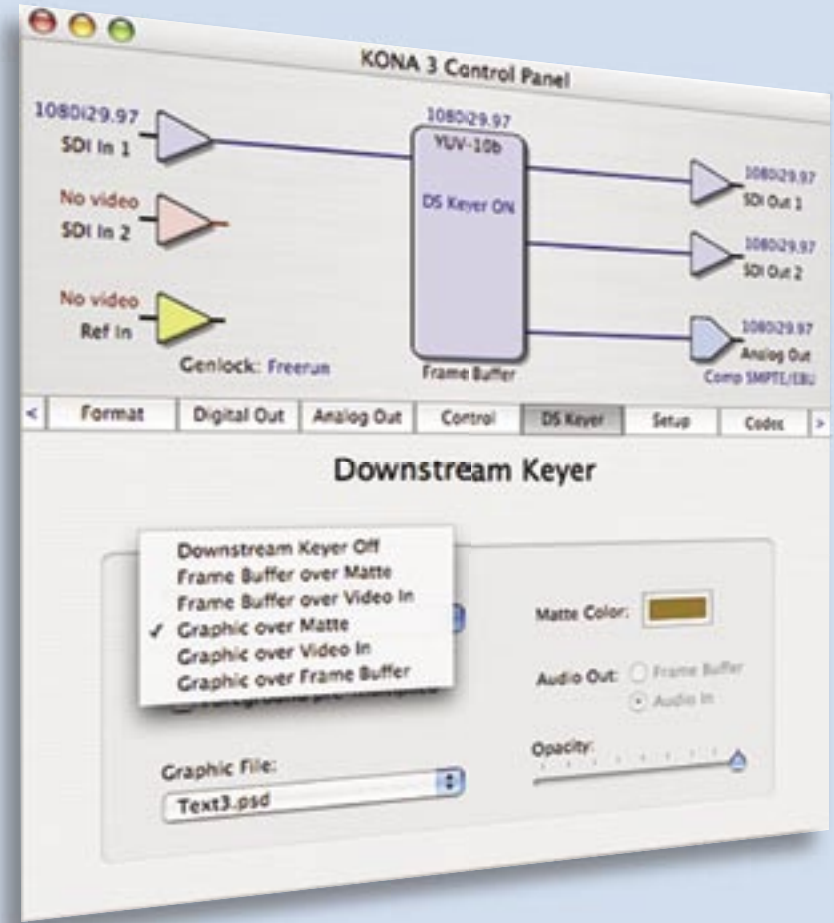 KONA 3 Control Panel
1080i29.97
SDI In 1
No video
SDI In 2
No video
Ref In
Genlock: Freerun
1080i29.97
YUV-10b
DS Keyer ON
Frame Buffer
1080i29.97
SDI Out 1
1080i29.97
SDI Out 2
1080i29.97
Analog Out
Comp SMPTE/EBU
< Format Digital Out Analog Out Control DS Keyer Setup Codec >
Downstream Keyer
Downstream Keyer Off
Frame Buffer over Matte
Frame Buffer over Video In
✓ Graphic over Matte
Graphic over Video In
Graphic over Frame Buffer
Graphic File:
Text3.psd
Matte Color:
Audio Out: Frame Buffer
Audio In
Opacity: